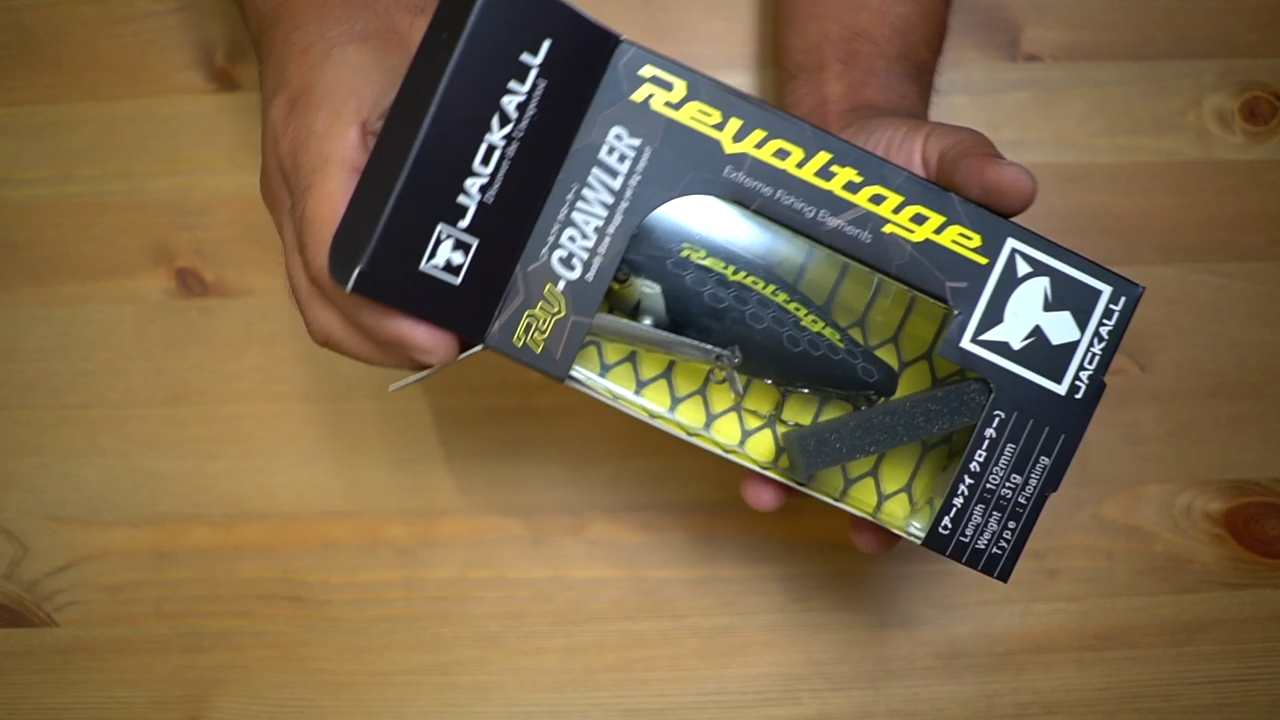 JACKALL
Revoltage
Extreme Fishing Elements
RV-CRAWLER
Revoltage
JACKALL
(アールブイ クローラー)
Length : 102mm
Weight : 31g
Type : Floating